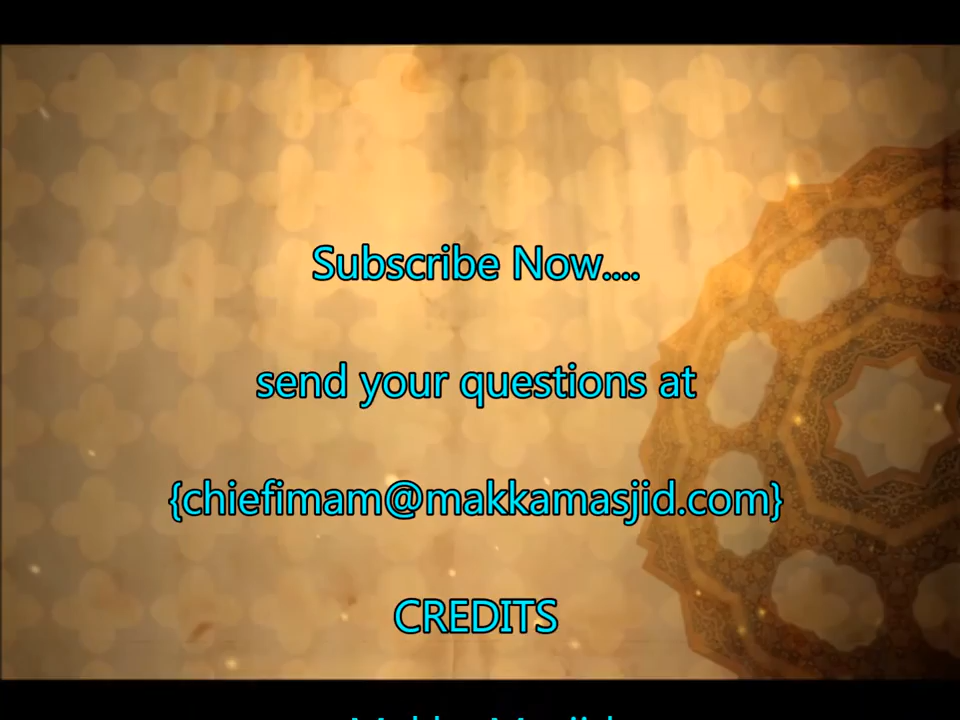 Subscribe Now....
send your questions at
{chiefimam@makkamasjid.com}
CREDITS